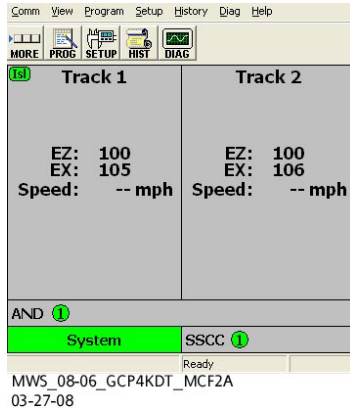 Comm View Program Setup History Diag Help
MORE PROG SETUP HIST DIAG
Isl Track 1 Track 2
EZ: 100 EZ: 100
EX: 105 EX: 106
Speed: -- mph Speed: -- mph
AND 1
System SSCC 1
Ready
MWS_08-06_GCP4KDT_MCF2A
03-27-08